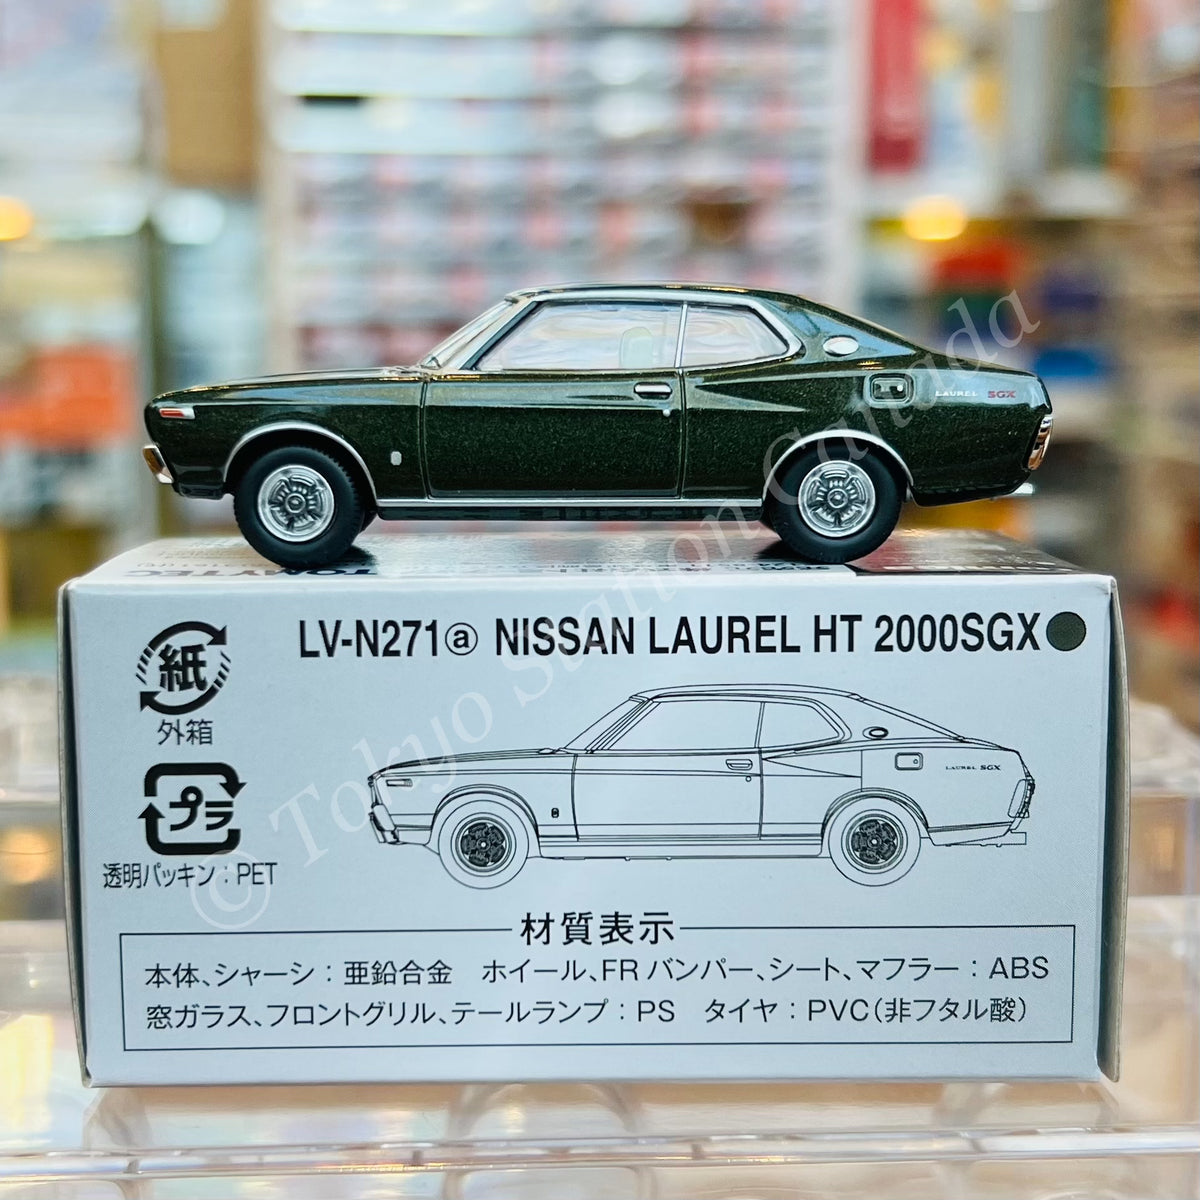 LAUREL SGX
TOMYTEC
LV-N271ⓐ NISSAN LAUREL HT 2000SGX
紙
外箱
プラ
透明パッキン：PET
LAUREL SGX
材質表示
本体、シャーシ：亜鉛合金　ホイール、FRバンパー、シート、マフラー：ABS
窓ガラス、フロントグリル、テールランプ：PS　タイヤ：PVC（非フタル酸）
© Tokyo Station Canada